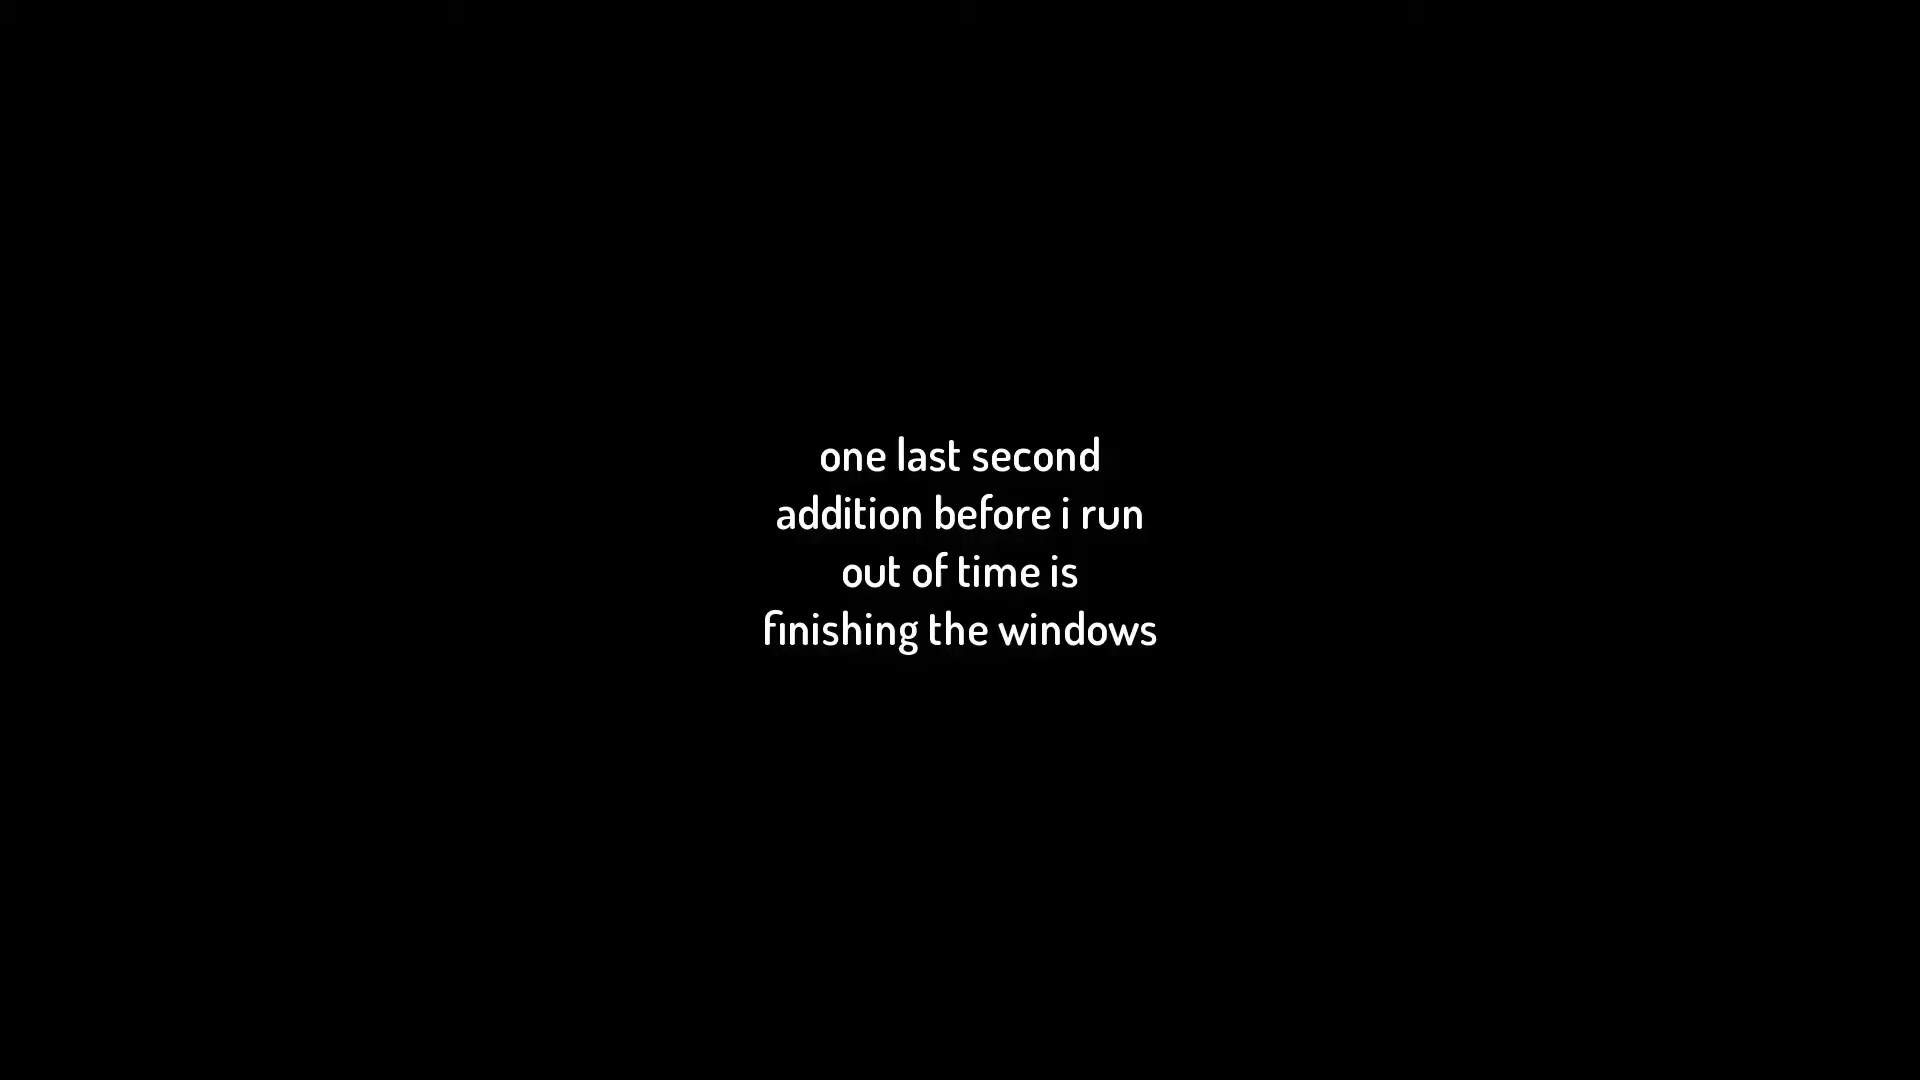 one last second
addition before i run
out of time is
finishing the windows